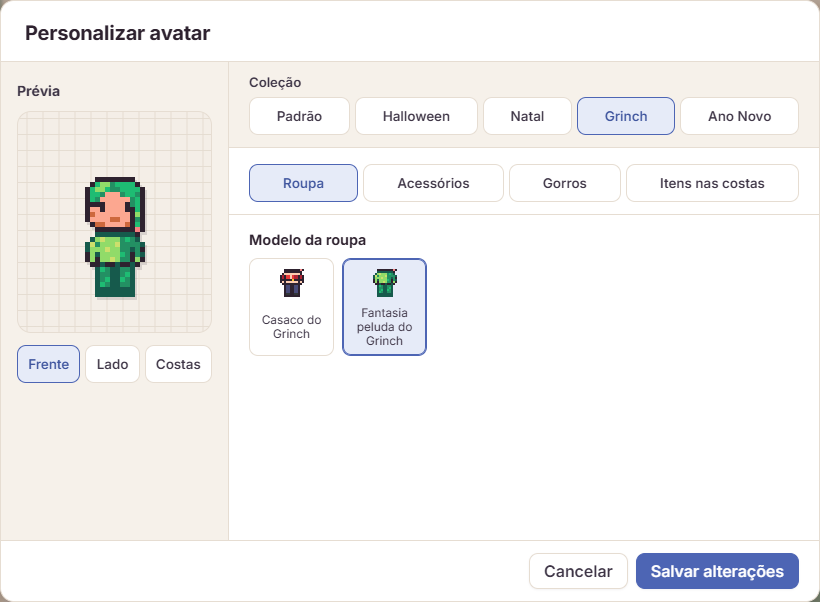 Personalizar avatar
Prévia
Frente
Lado
Costas
Coleção
Padrão
Halloween
Natal
Grinch
Ano Novo
Roupa
Acessórios
Gorros
Itens nas costas
Modelo da roupa
Casaco do
Grinch
Fantasia
peluda do
Grinch
Cancelar
Salvar alterações